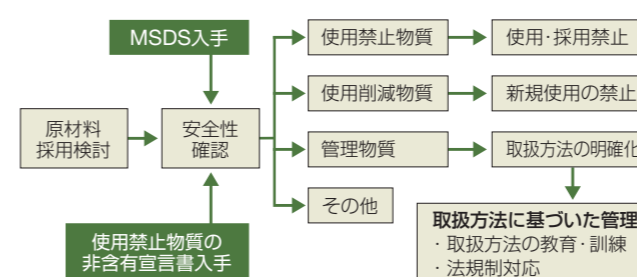 MSDS入手
使用禁止物質
使用・採用禁止
使用削減物質
新規使用の禁止
原材料
採用検討
安全性
確認
管理物質
取扱方法の明確化
その他
使用禁止物質の
非含有宣言書入手
取扱方法に基づいた管理
・取扱方法の教育・訓練
・法規制対応